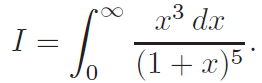 I = ∫₀^∞ x³ dx / (1 + x)⁵.